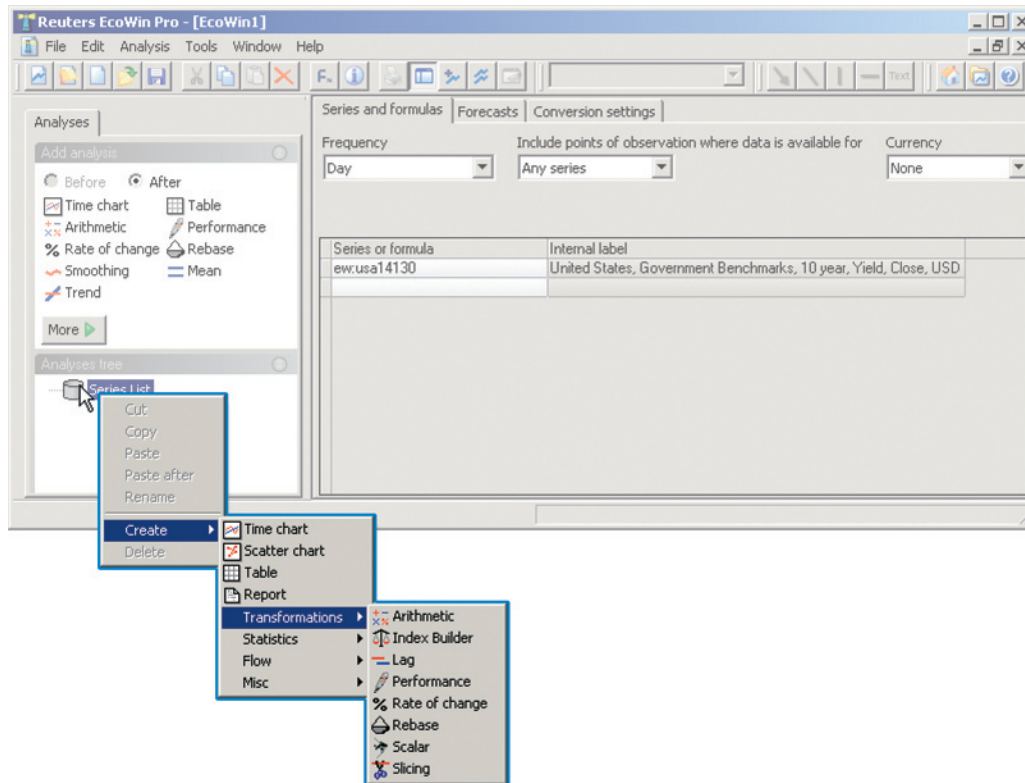 Reuters EcoWin Pro - [EcoWin1]
File Edit Analysis Tools Window Help
Text
Analyses
Add analysis
Before After
Time chart Table
Arithmetic Performance
Rate of change Rebase
Smoothing Mean
Trend
More
Analyses tree
Series List
Series and formulas Forecasts Conversion settings
Frequency Include points of observation where data is available for Currency
Day Any series None
Series or formula Internal label
ew:usa14130 United States, Government Benchmarks, 10 year, Yield, Close, USD
Cut
Copy
Paste
Paste after
Rename
Create
Delete
Time chart
Scatter chart
Table
Report
Transformations
Statistics
Flow
Misc
Arithmetic
Index Builder
Lag
Performance
Rate of change
Rebase
Scalar
Slicing